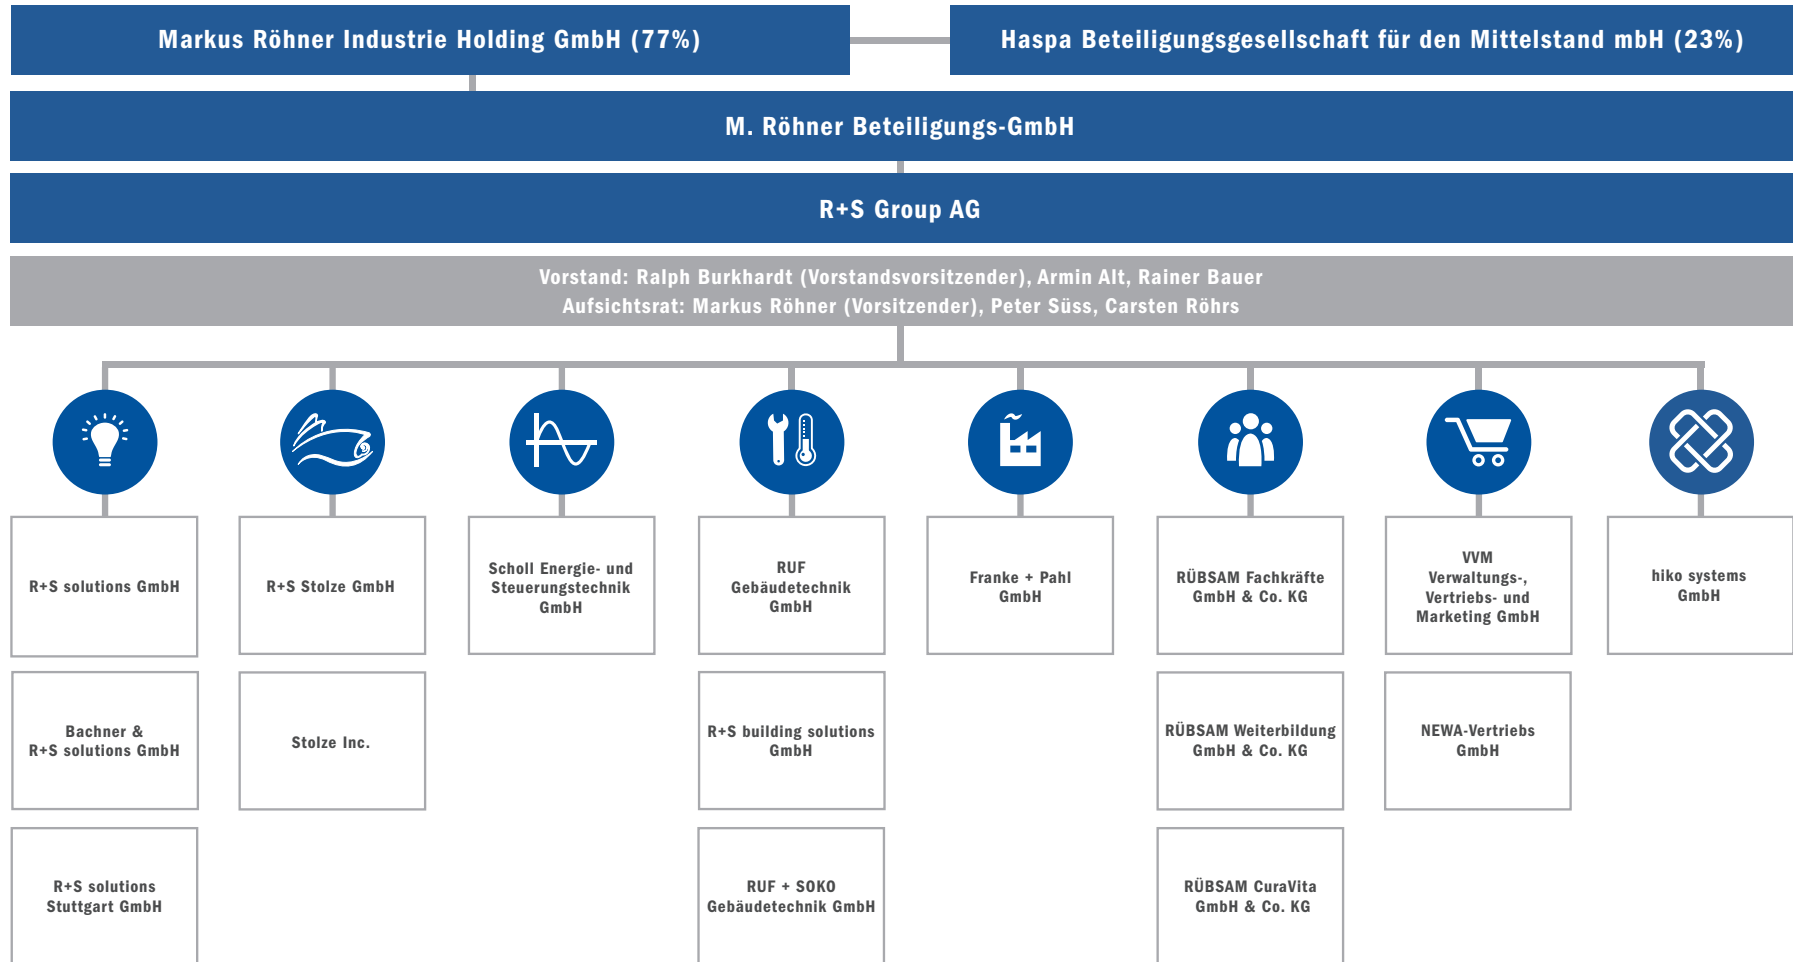 Markus Röhner Industrie Holding GmbH (77%)
Haspa Beteiligungsgesellschaft für den Mittelstand mbH (23%)
M. Röhner Beteiligungs-GmbH
R+S Group AG
Vorstand: Ralph Burkhardt (Vorstandsvorsitzender), Armin Alt, Rainer Bauer
Aufsichtsrat: Markus Röhner (Vorsitzender), Peter Süss, Carsten Röhrs
R+S solutions GmbH
R+S Stolze GmbH
Scholl Energie- und
Steuerungstechnik
GmbH
RUF
Gebäudetechnik
GmbH
Franke + Pahl
GmbH
RÜBSAM Fachkräfte
GmbH & Co. KG
VVM
Verwaltungs-,
Vertriebs- und
Marketing GmbH
hiko systems
GmbH
Bachner &
R+S solutions GmbH
Stolze Inc.
R+S building solutions
GmbH
RÜBSAM Weiterbildung
GmbH & Co. KG
NEWA-Vertriebs
GmbH
R+S solutions
Stuttgart GmbH
RUF + SOKO
Gebäudetechnik GmbH
RÜBSAM CuraVita
GmbH & Co. KG